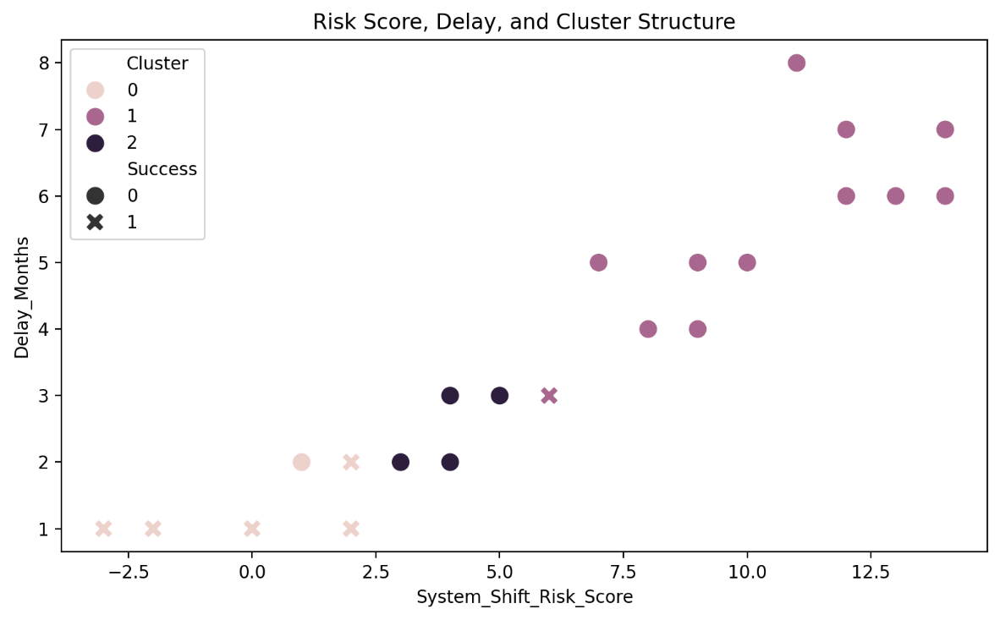 Risk Score, Delay, and Cluster Structure
Cluster
0
1
2
Success
0
1
8
7
6
5
4
3
2
1
Delay_Months
−2.5 0.0 2.5 5.0 7.5 10.0 12.5
System_Shift_Risk_Score